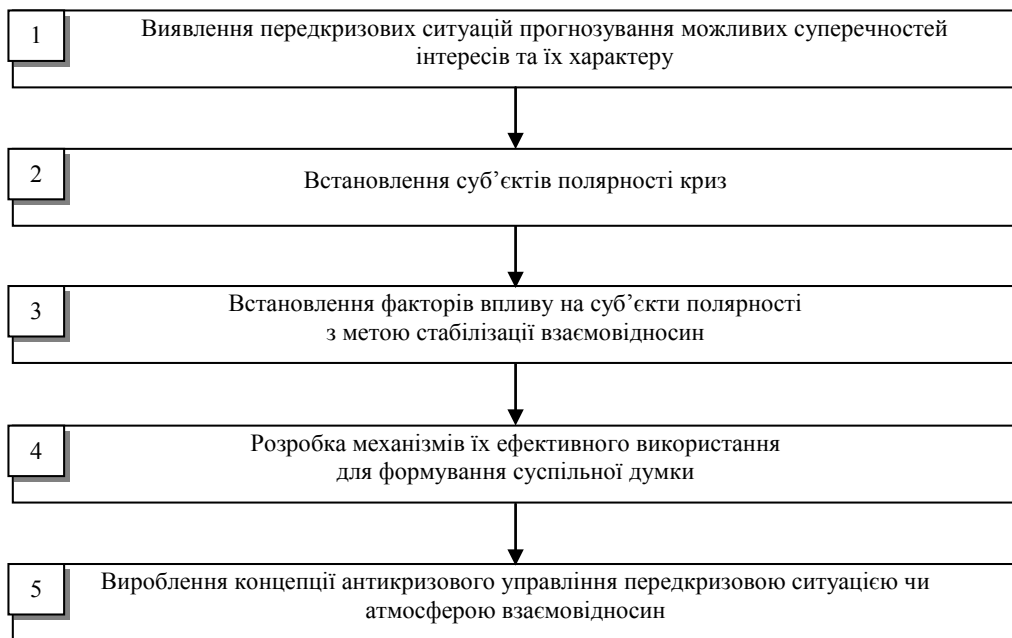 1
Виявлення передкризових ситуацій прогнозування можливих суперечностей
інтересів та їх характеру
2
Встановлення суб’єктів полярності криз
3
Встановлення факторів впливу на суб’єкти полярності
з метою стабілізації взаємовідносин
4
Розробка механізмів їх ефективного використання
для формування суспільної думки
5
Вироблення концепції антикризового управління передкризовою ситуацією чи
атмосферою взаємовідносин